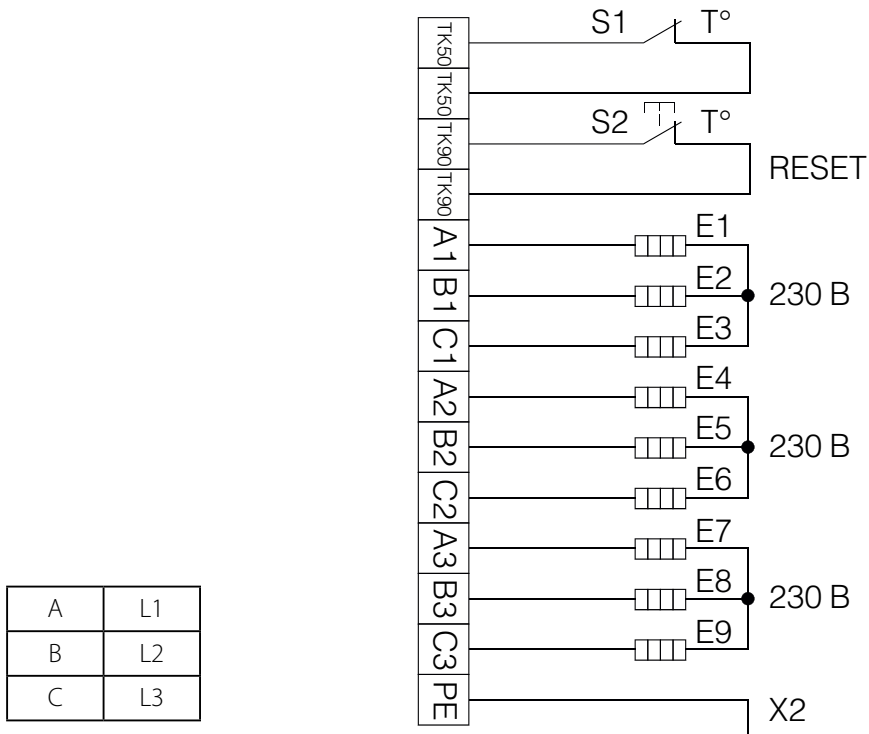 S1 T°
TK50
TK50
S2 T°
TK90
TK90
RESET
A1 E1
B1 E2 230 В
C1 E3
A2 E4
B2 E5 230 В
C2 E6
A3 E7
B3 E8 230 В
C3 E9
PE X2
A L1
B L2
C L3